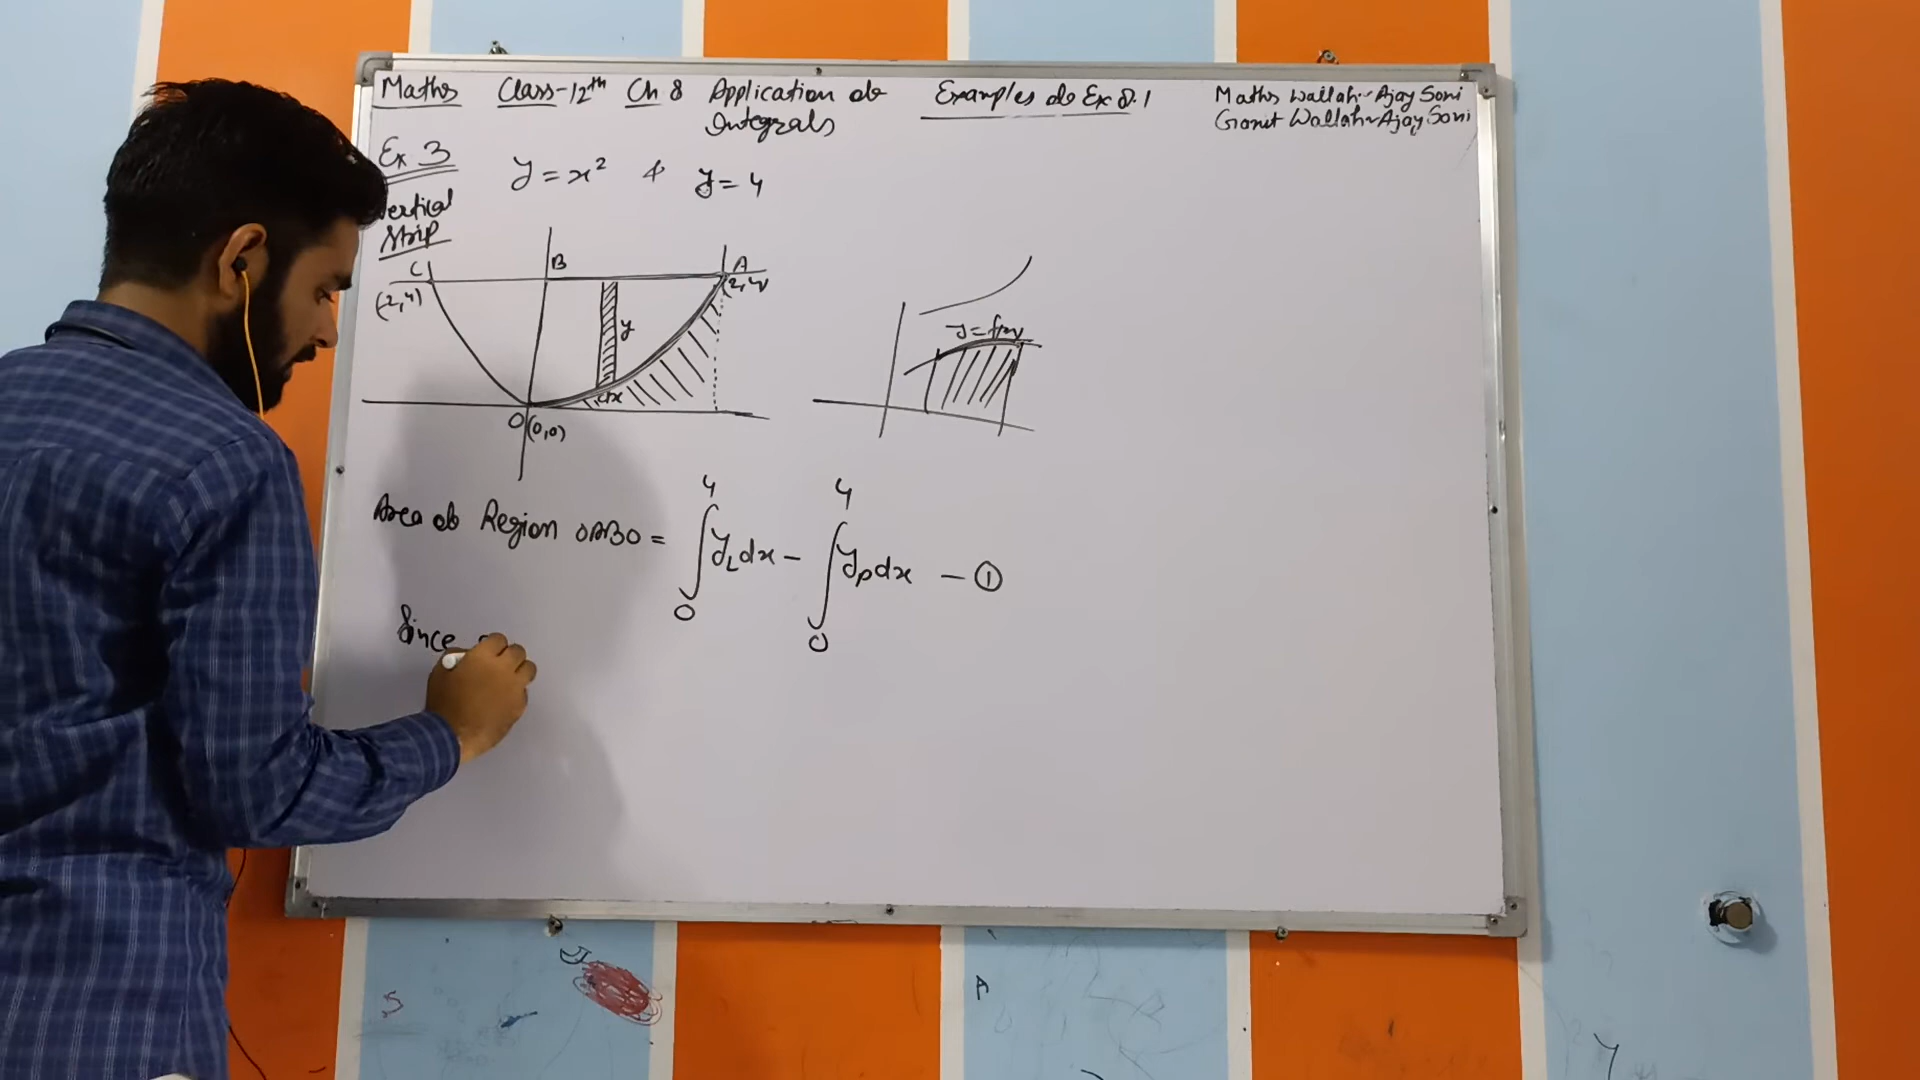 Maths Class-12th Ch 8 Application of Integrals Examples of Ex 8.1
Maths Wallah-Ajay Soni
Ganit Wallah-Ajay Soni
Ex 3 y = x² & y = 4
Vertical
Strip
C B A
(-2,4) (2,4)
y
dx
O (0,0)
y = f(x)
Area of Region OABO = ∫₀⁴ y_L dx - ∫₀⁴ y_P dx - ①
Since
S
A